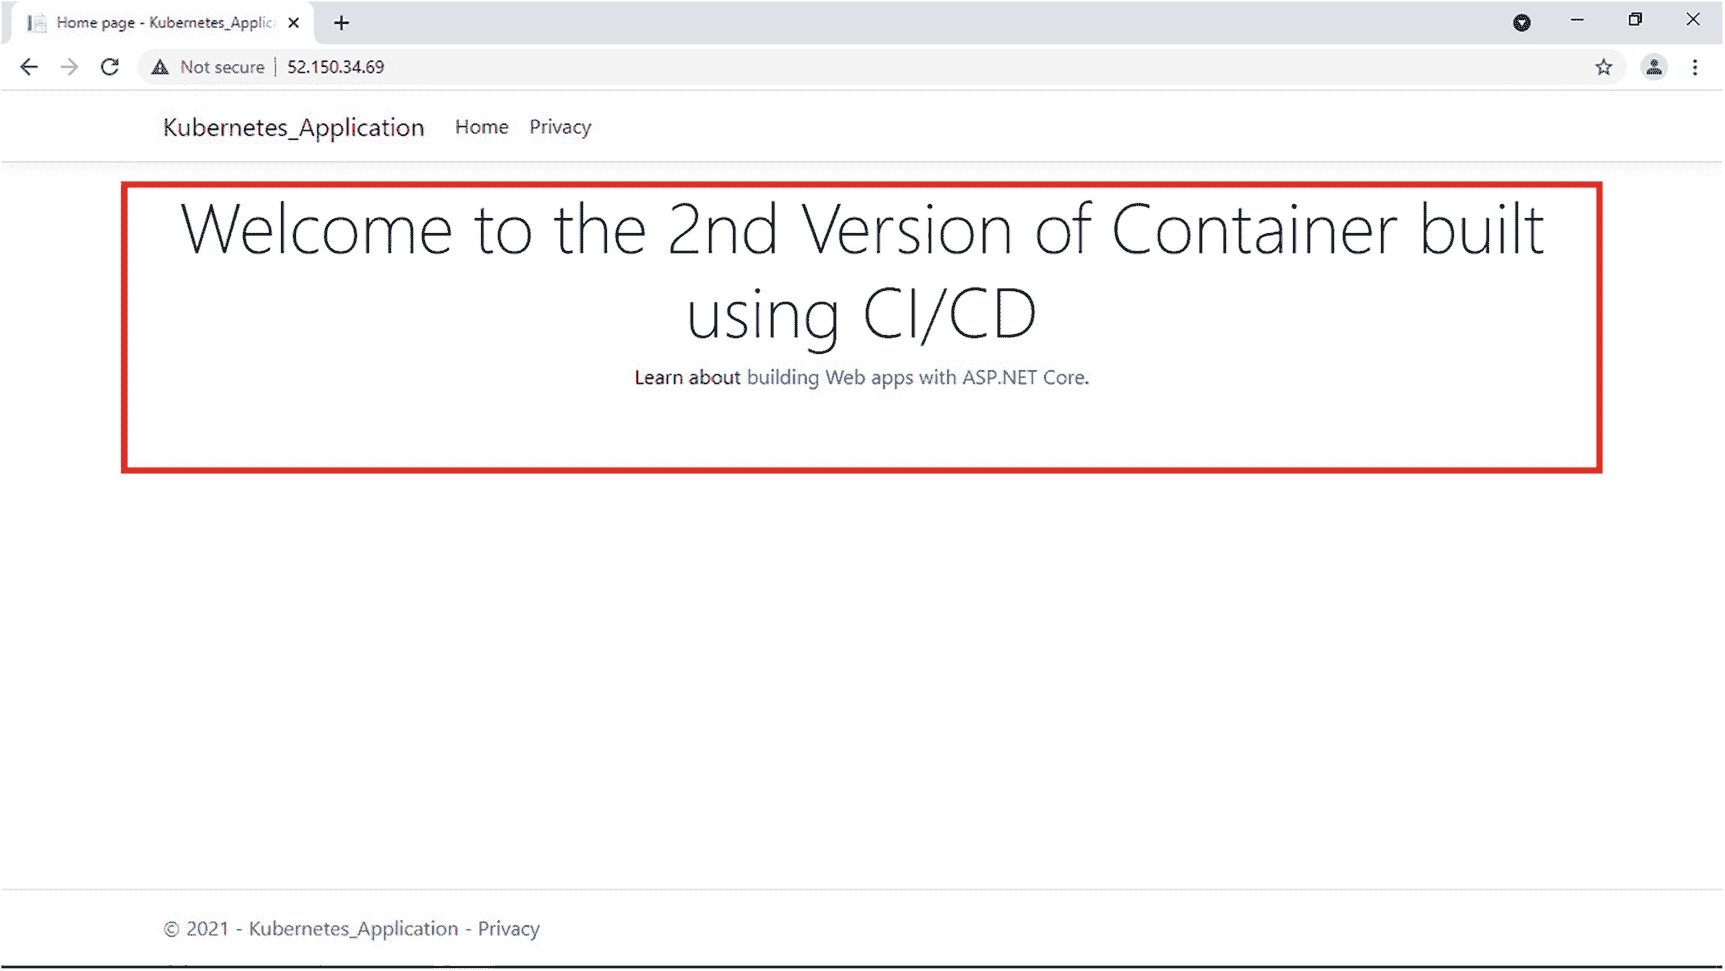 Home page - Kubernetes_Applic
Not secure 52.150.34.69
Kubernetes_Application Home Privacy
Welcome to the 2nd Version of Container built
using CI/CD
Learn about building Web apps with ASP.NET Core.
© 2021 - Kubernetes_Application - Privacy